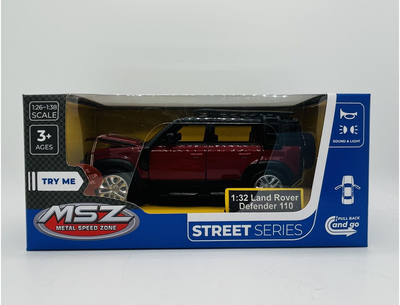 1:26~1:38
SCALE
3+
AGES
TRY ME
MSZ
METAL SPEED ZONE
1:32 Land Rover
Defender 110
STREET SERIES
SOUND & LIGHT
PULL BACK
and go